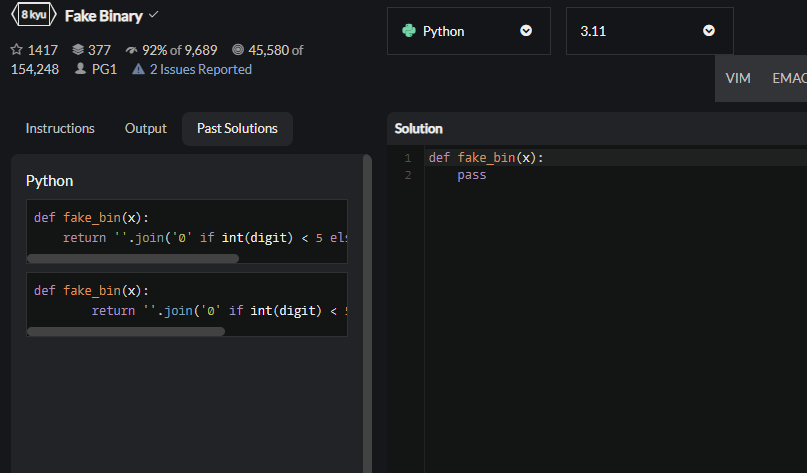 8 kyu Fake Binary
1417 377 92% of 9,689 45,580 of
154,248 PG1 2 Issues Reported
Python 3.11
VIM EMAC
Instructions Output Past Solutions
Python
def fake_bin(x):
    return ''.join('0' if int(digit) < 5 els
def fake_bin(x):
        return ''.join('0' if int(digit) < 5
Solution
1 def fake_bin(x):
2     pass